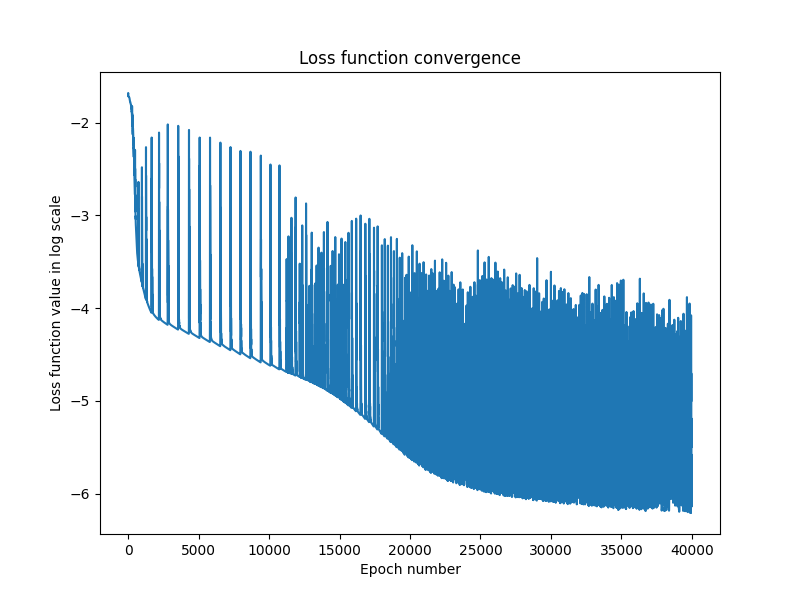 Loss function convergence
Loss function value in log scale
−2
−3
−4
−5
−6
0 5000 10000 15000 20000 25000 30000 35000 40000
Epoch number